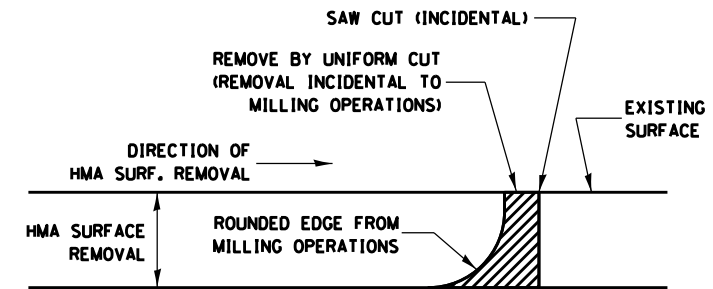 SAW CUT (INCIDENTAL)
REMOVE BY UNIFORM CUT
(REMOVAL INCIDENTAL TO
MILLING OPERATIONS)
EXISTING
SURFACE
DIRECTION OF
HMA SURF. REMOVAL
HMA SURFACE
REMOVAL
ROUNDED EDGE FROM
MILLING OPERATIONS